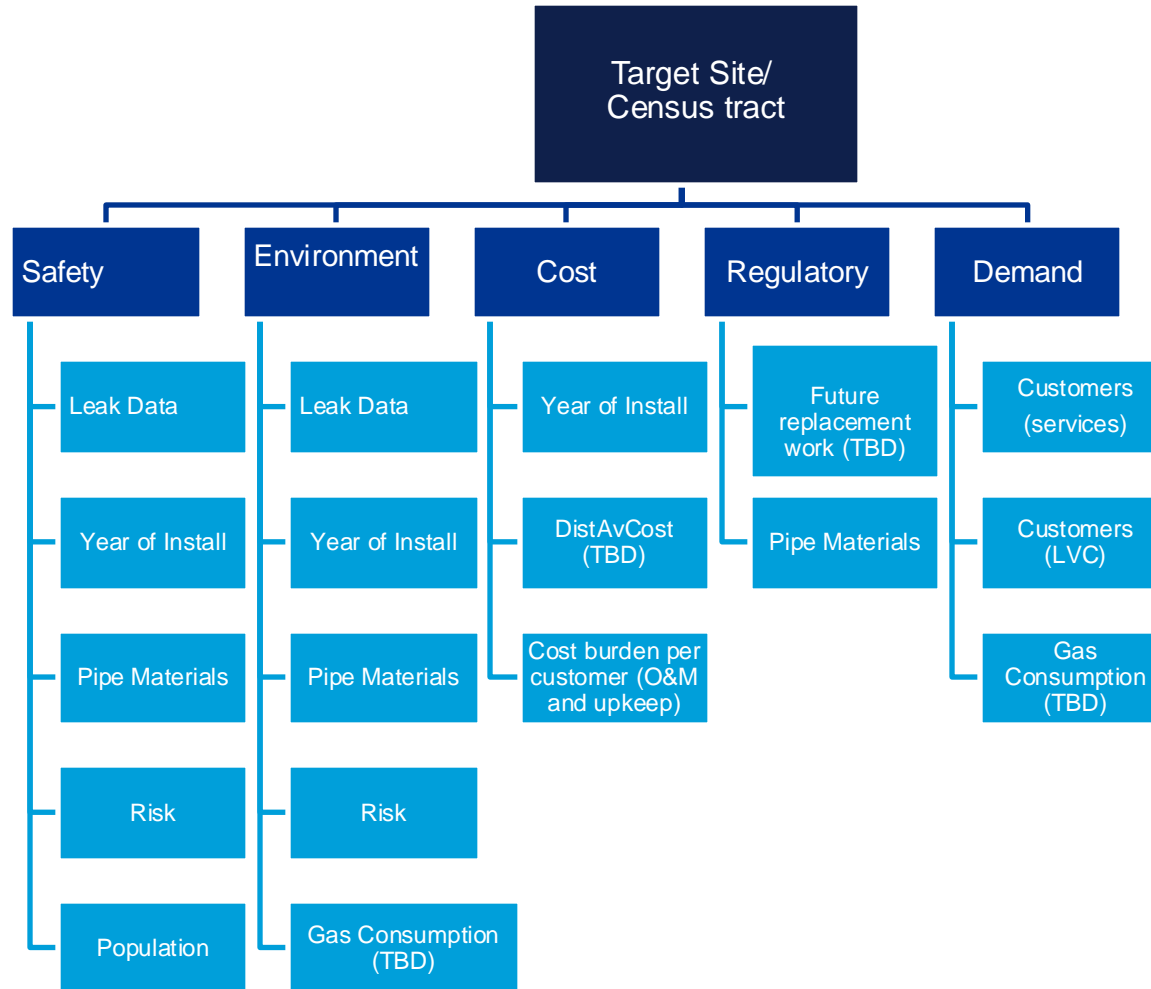 Target Site/
Census tract
Safety
Environment
Cost
Regulatory
Demand
Leak Data
Year of Install
Pipe Materials
Risk
Population
Leak Data
Year of Install
Pipe Materials
Risk
Gas Consumption
(TBD)
Year of Install
DistAvCost
(TBD)
Cost burden per
customer (O&M
and upkeep)
Future
replacement
work (TBD)
Pipe Materials
Customers
(services)
Customers
(LVC)
Gas
Consumption
(TBD)